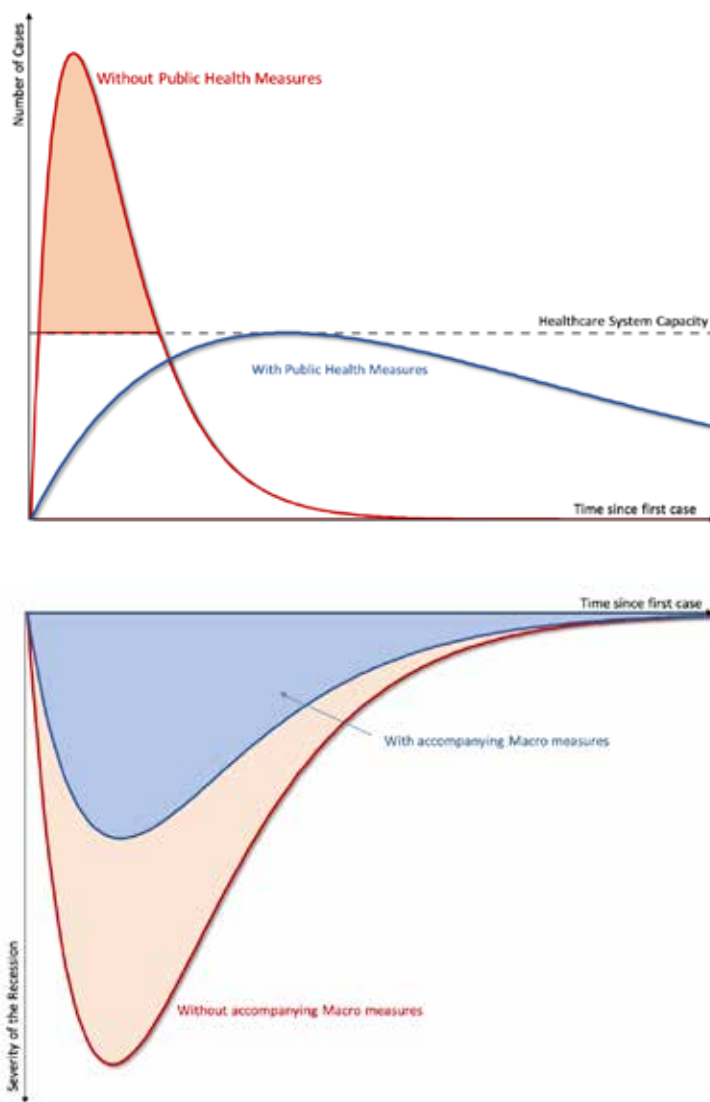 Number of Cases
Without Public Health Measures
Healthcare System Capacity
With Public Health Measures
Time since first case
Time since first case
With accompanying Macro measures
Without accompanying Macro measures
Severity of the Recession